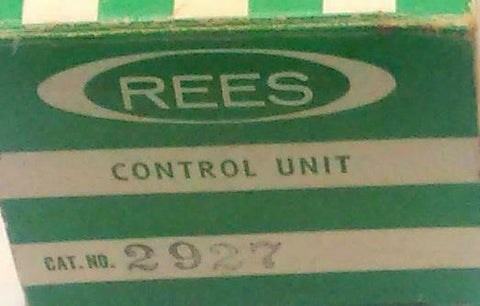 REES
CONTROL UNIT
CAT. NO. 2927